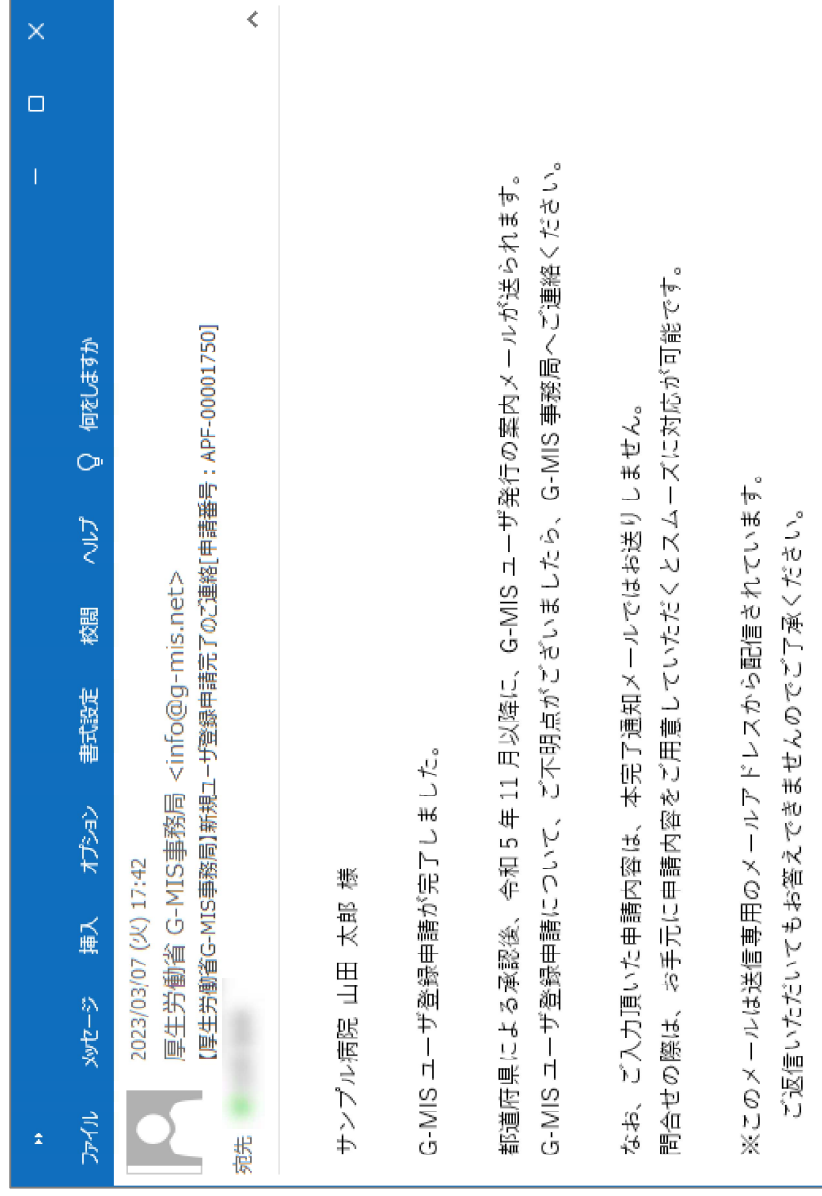 ファイル メッセージ 挿入 オプション 書式設定 校閲 ヘルプ 何をしますか
2023/03/07 (火) 17:42
厚生労働省 G-MIS事務局 <info@g-mis.net>
【厚生労働省G-MIS事務局】新規ユーザ登録申請完了のご連絡[申請番号：APF-00001750]
宛先
サンプル病院 山田 太郎 様
G-MIS ユーザ登録申請が完了しました。
都道府県による承認後、令和 5 年 11 月以降に、G-MIS ユーザ発行の案内メールが送られます。
G-MIS ユーザ登録申請について、ご不明点がございましたら、G-MIS 事務局へご連絡ください。
なお、ご入力頂いた申請内容は、本完了通知メールではお送りしません。
問合せの際は、お手元に申請内容をご用意していただくとスムーズに対応が可能です。
※このメールは送信専用のメールアドレスから配信されています。
ご返信いただいてもお答えできませんのでご了承ください。